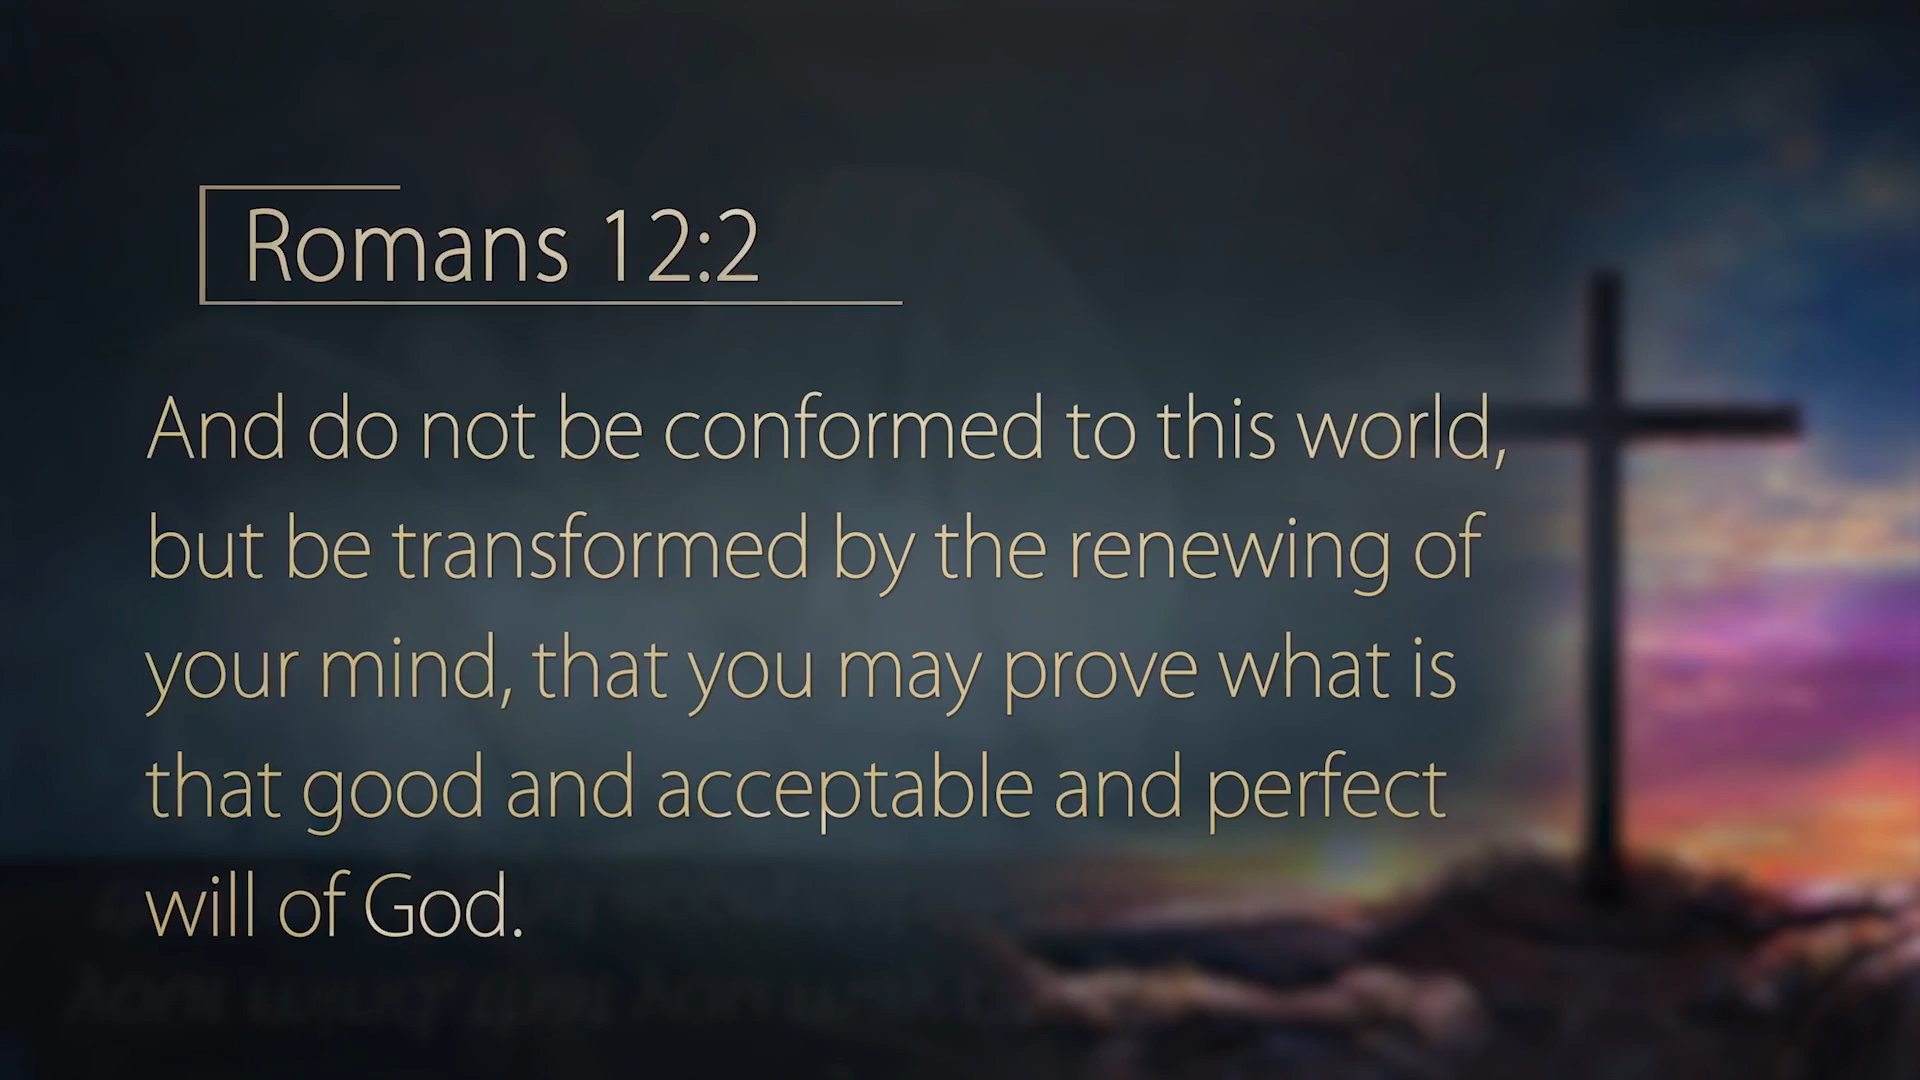 Romans 12:2
And do not be conformed to this world,
but be transformed by the renewing of
your mind, that you may prove what is
that good and acceptable and perfect
will of God.